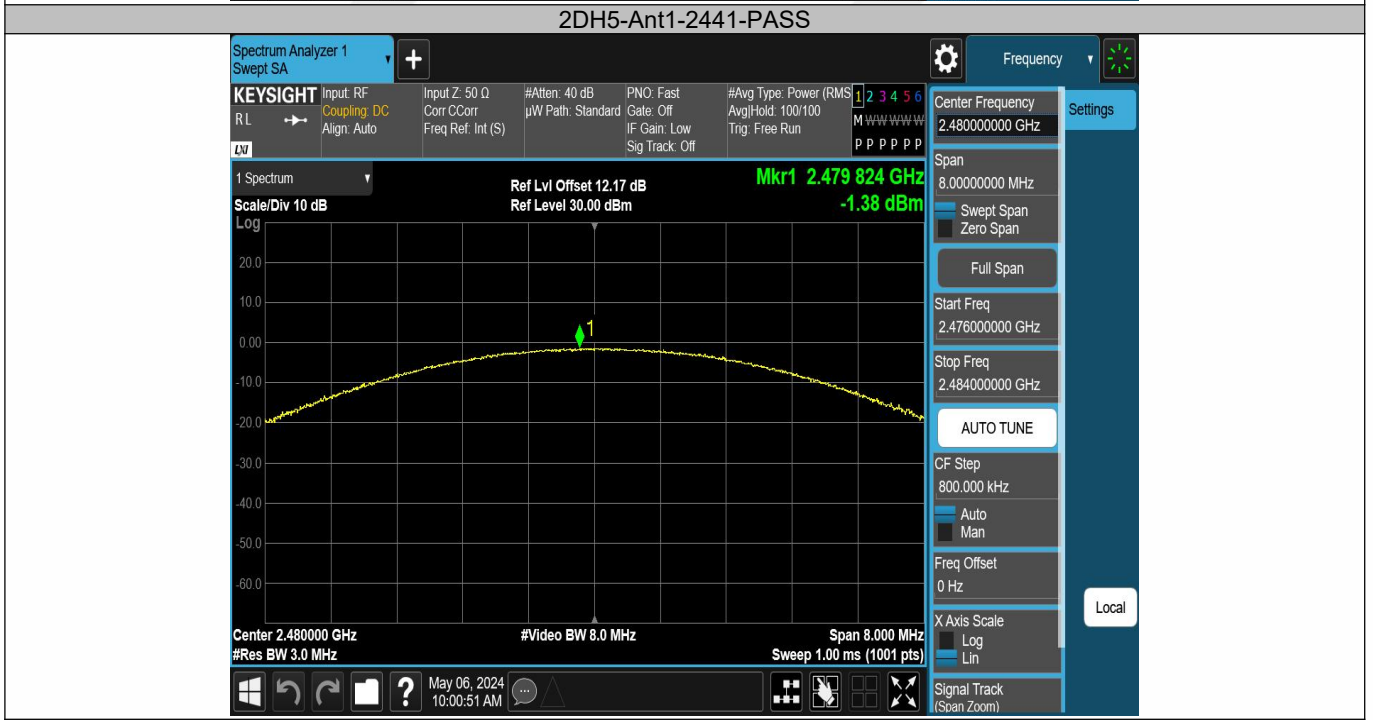 2DH5-Ant1-2441-PASS
Spectrum Analyzer 1
Swept SA
+
Frequency
KEYSIGHT
RL
LXI
Input: RF
Coupling: DC
Align: Auto
Input Z: 50 Ω
Corr CCorr
Freq Ref: Int (S)
#Atten: 40 dB
µW Path: Standard
PNO: Fast
Gate: Off
IF Gain: Low
Sig Track: Off
#Avg Type: Power (RMS
Avg|Hold: 100/100
Trig: Free Run
1 2 3 4 5 6
M W W W W W
P P P P P P
1 Spectrum
Scale/Div 10 dB
Ref Lvl Offset 12.17 dB
Ref Level 30.00 dBm
Mkr1 2.479 824 GHz
-1.38 dBm
Log
20.0
10.0
0.00
-10.0
-20.0
-30.0
-40.0
-50.0
-60.0
1
Center 2.480000 GHz
#Res BW 3.0 MHz
#Video BW 8.0 MHz
Span 8.000 MHz
Sweep 1.00 ms (1001 pts)
Center Frequency
2.480000000 GHz
Settings
Span
8.00000000 MHz
Swept Span
Zero Span
Full Span
Start Freq
2.476000000 GHz
Stop Freq
2.484000000 GHz
AUTO TUNE
CF Step
800.000 kHz
Auto
Man
Freq Offset
0 Hz
X Axis Scale
Log
Lin
Signal Track
(Span Zoom)
Local
?
May 06, 2024
10:00:51 AM